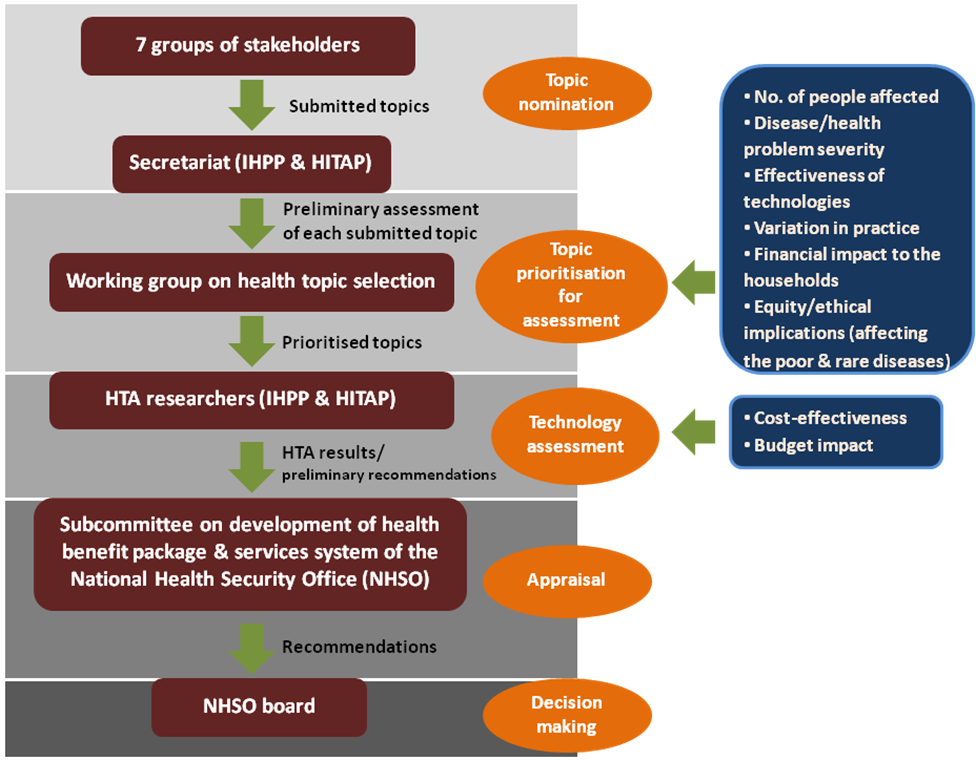 7 groups of stakeholders
Submitted topics
Topic
nomination
Secretariat (IHPP & HITAP)
Preliminary assessment
of each submitted topic
Working group on health topic selection
Topic
prioritisation
for
assessment
• No. of people affected
• Disease/health
problem severity
• Effectiveness of
technologies
• Variation in practice
• Financial impact to the
households
• Equity/ethical
implications (affecting
the poor & rare diseases)
Prioritised topics
HTA researchers (IHPP & HITAP)
Technology
assessment
• Cost-effectiveness
• Budget impact
HTA results/
preliminary recommendations
Subcommittee on development of health
benefit package & services system of the
National Health Security Office (NHSO)
Appraisal
Recommendations
NHSO board
Decision
making